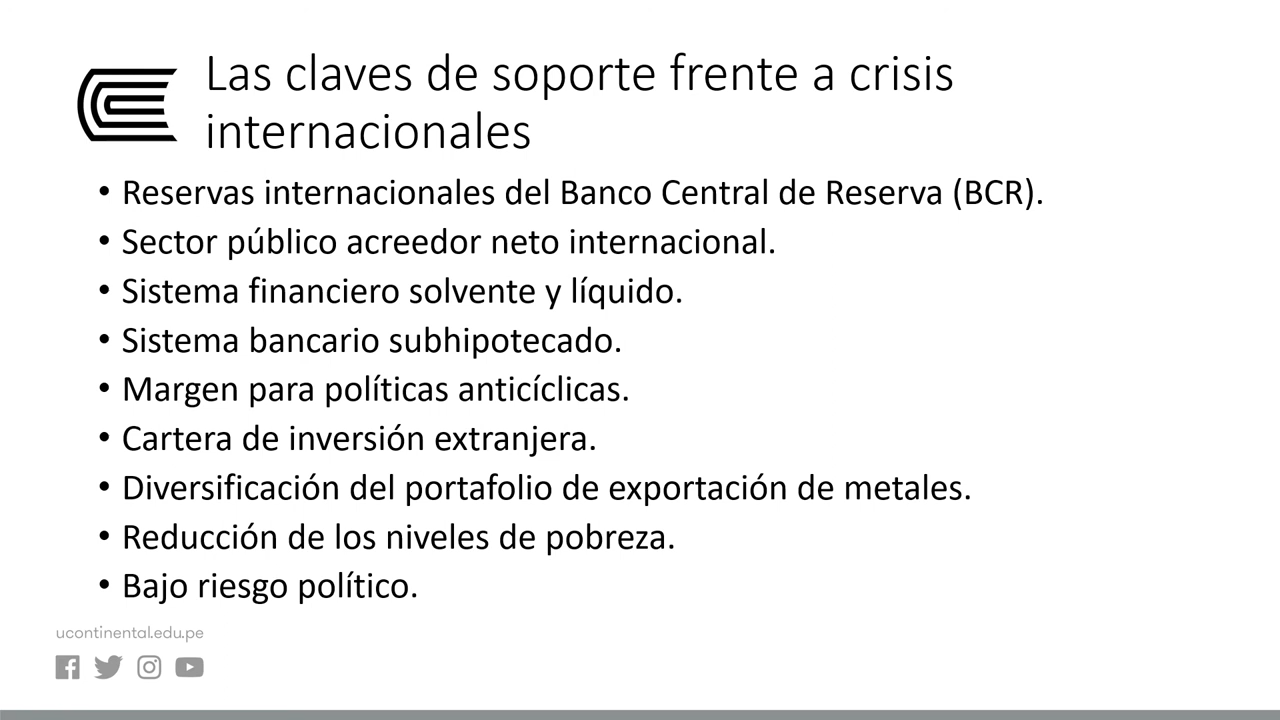 Las claves de soporte frente a crisis
internacionales
• Reservas internacionales del Banco Central de Reserva (BCR).
• Sector público acreedor neto internacional.
• Sistema financiero solvente y líquido.
• Sistema bancario subhipotecado.
• Margen para políticas anticíclicas.
• Cartera de inversión extranjera.
• Diversificación del portafolio de exportación de metales.
• Reducción de los niveles de pobreza.
• Bajo riesgo político.
ucontinental.edu.pe